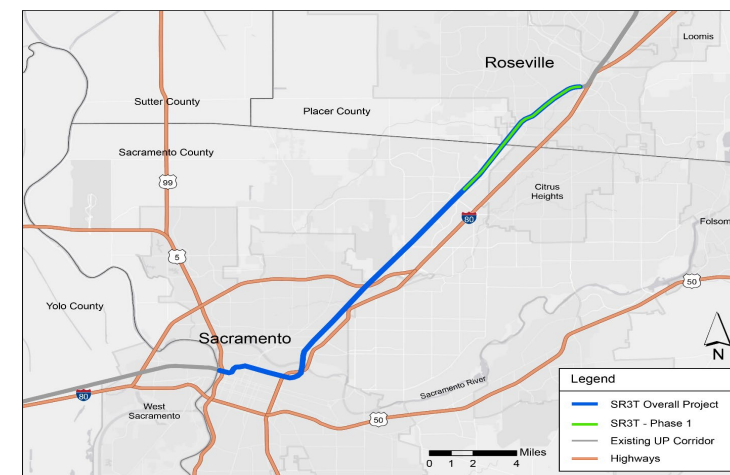 Loomis
Roseville
Sutter County
Placer County
Sacramento County
99
Citrus
Heights
80
Folsom
5
50
Yolo County
Sacramento
N
Sacramento River
West
Sacramento
80
50
Miles
0 1 2 4
Legend
SR3T Overall Project
SR3T - Phase 1
Existing UP Corridor
Highways